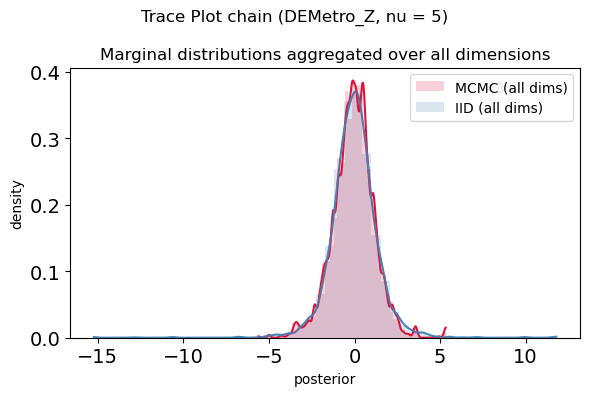 Trace Plot chain (DEMetro_Z, nu = 5)
Marginal distributions aggregated over all dimensions
MCMC (all dims)
IID (all dims)
density
0.4
0.3
0.2
0.1
0.0
−15 −10 −5 0 5 10
posterior